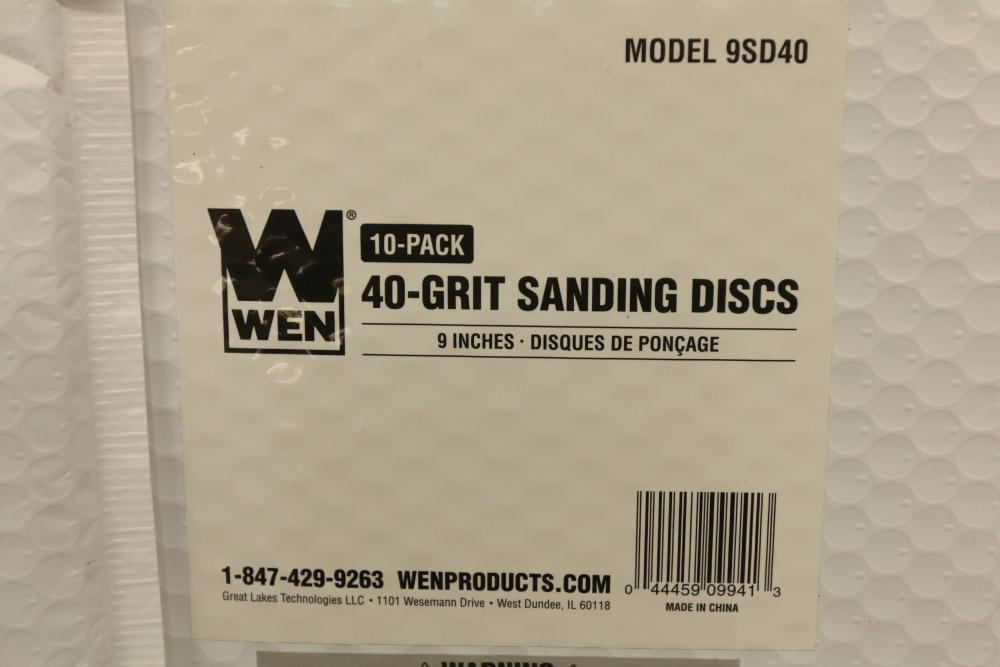 MODEL 9SD40
W®
WEN
10-PACK
40-GRIT SANDING DISCS
9 INCHES · DISQUES DE PONÇAGE
1-847-429-9263 WENPRODUCTS.COM
Great Lakes Technologies LLC • 1101 Wesemann Drive • West Dundee, IL 60118
0 44459 09941 3
MADE IN CHINA
⚠ WARNING ⚠